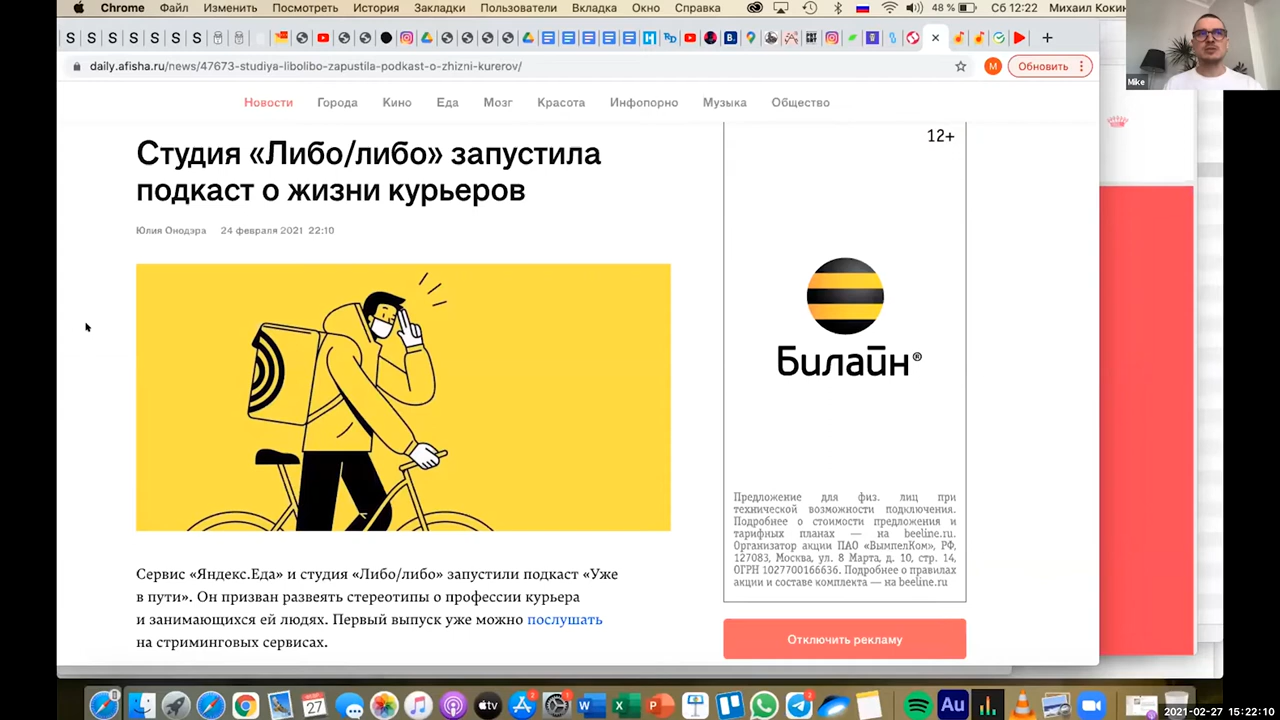 Chrome Файл Изменить Посмотреть История Закладки Пользователи Вкладка Окно Справка 48 % Сб 12:22 Михаил Кокин
daily.afisha.ru/news/47673-studiya-libolibo-zapustila-podkast-o-zhizni-kurerov/ M Обновить
Mike
Новости Города Кино Еда Мозг Красота Инфопорно Музыка Общество
Студия «Либо/либо» запустила
подкаст о жизни курьеров
Юлия Онодэра 24 февраля 2021 22:10
12+
Билайн®
Предложение для физ. лиц при
технической возможности подключения.
Подробнее о стоимости предложения и
тарифных планах — на beeline.ru.
Организатор акции ПАО «ВымпелКом», РФ,
127083, Москва, ул. 8 Марта, д. 10, стр. 14,
ОГРН 1027700166636. Подробнее о правилах
акции и составе комплекта — на beeline.ru
Отключить рекламу
Сервис «Яндекс.Еда» и студия «Либо/либо» запустили подкаст «Уже
в пути». Он призван развеять стереотипы о профессии курьера
и занимающихся ей людях. Первый выпуск уже можно послушать
на стриминговых сервисах.
27 tv W X P Au
2021-02-27 15:22:10